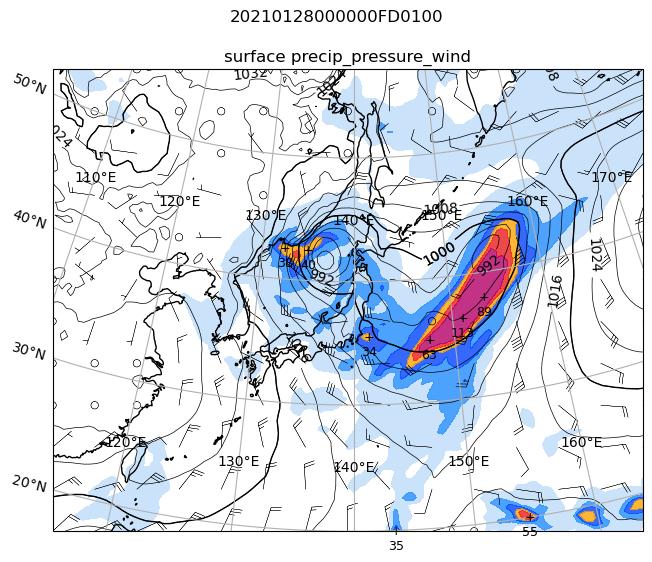 20210128000000FD0100
surface precip_pressure_wind
50°N
1032
1024
110°E
170°E
120°E
160°E
130°E
140°E
150°E
1008
40°N
1000
1024
992
992
1016
38
40
89
113
34
63
30°N
120°E
130°E
140°E
150°E
160°E
20°N
55
35